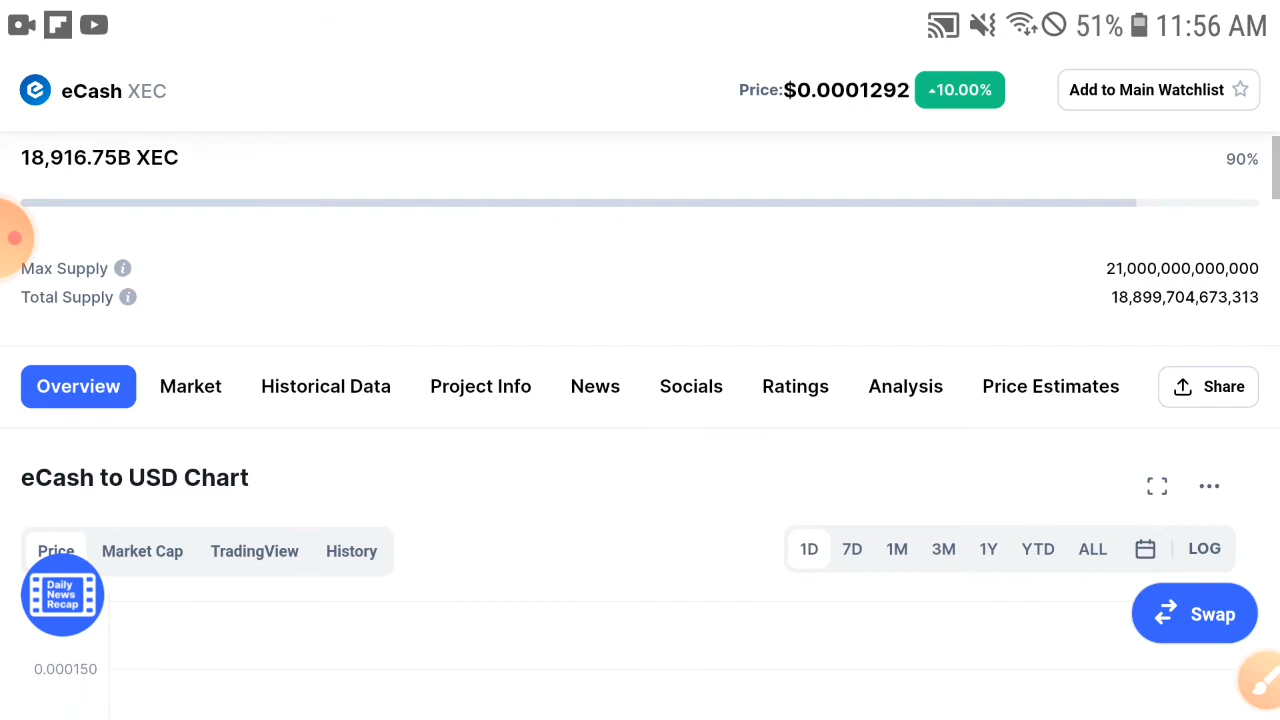 51% 11:56 AM
eCash XEC Price:$0.0001292 10.00% Add to Main Watchlist
18,916.75B XEC 90%
Max Supply 21,000,000,000,000
Total Supply 18,899,704,673,313
Overview Market Historical Data Project Info News Socials Ratings Analysis Price Estimates Share
eCash to USD Chart
Price Market Cap TradingView History 1D 7D 1M 3M 1Y YTD ALL LOG
Daily
News
Recap
Swap
0.000150